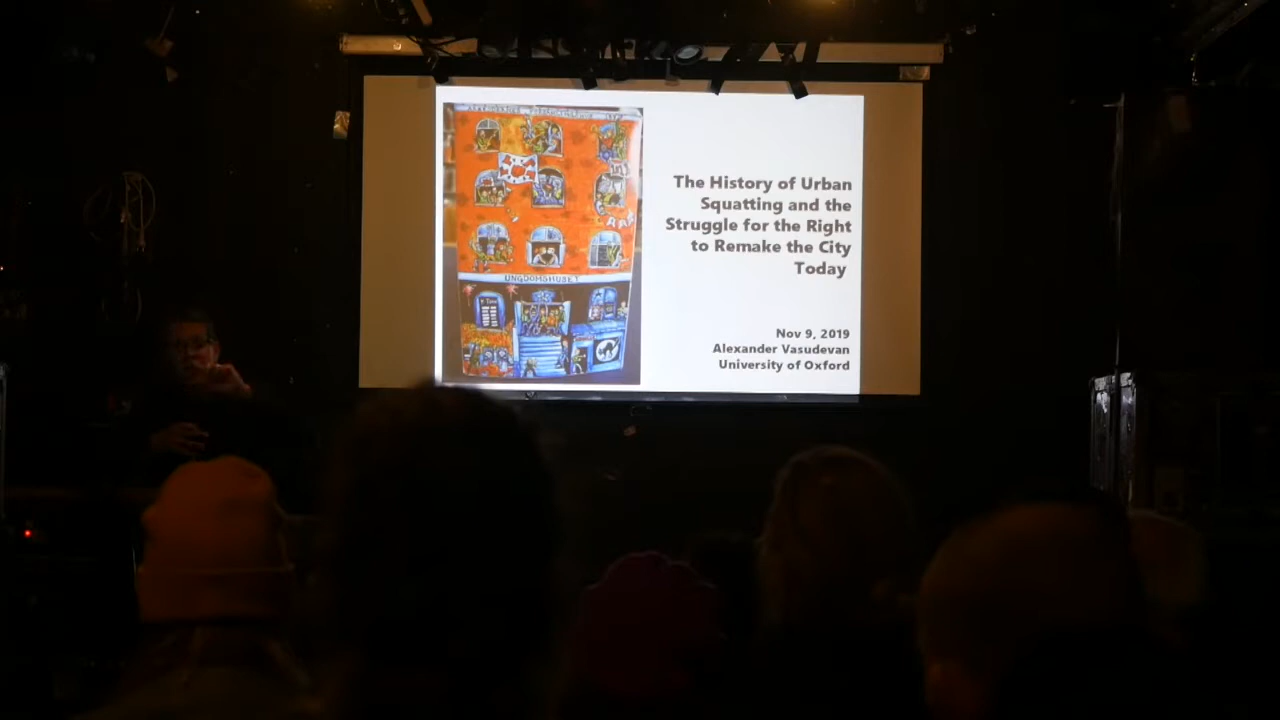 The History of Urban
Squatting and the
Struggle for the Right
to Remake the City
Today
Nov 9, 2019
Alexander Vasudevan
University of Oxford
UNGDOMSHUSET